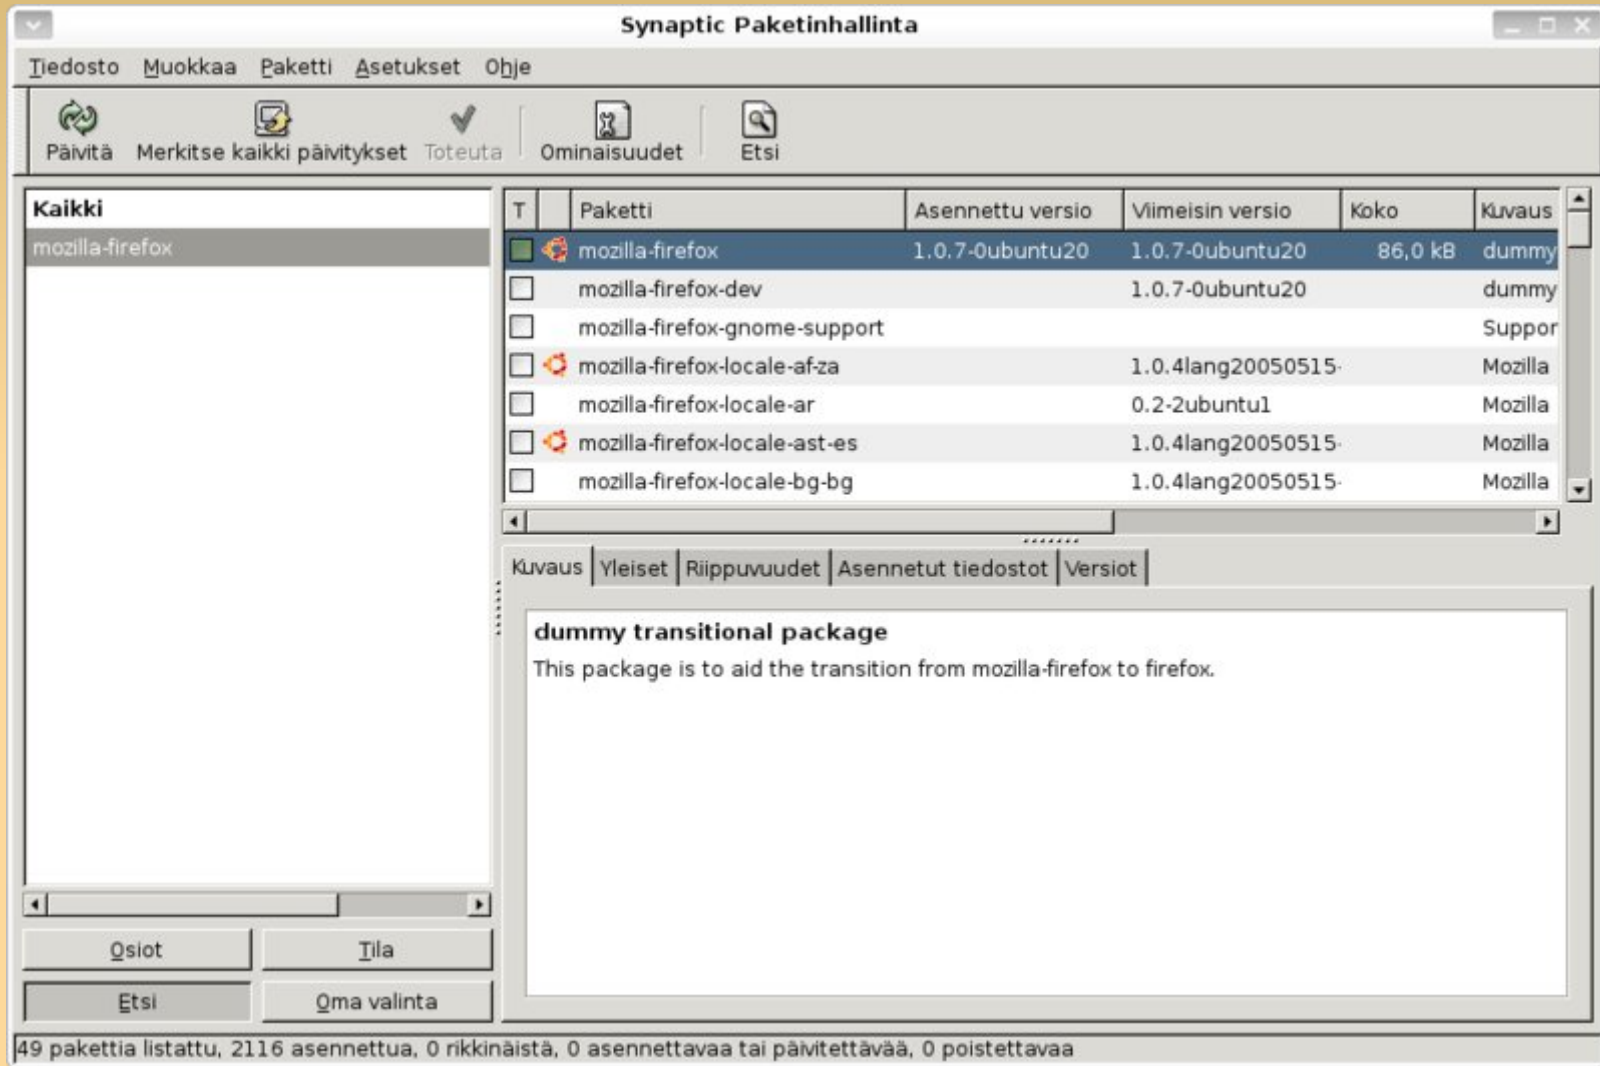 Synaptic Paketinhallinta
Tiedosto Muokkaa Paketti Asetukset Ohje
Päivitä Merkitse kaikki päivitykset Toteuta Ominaisuudet Etsi
Kaikki
mozilla-firefox
T Paketti Asennettu versio Viimeisin versio Koko Kuvaus
mozilla-firefox 1.0.7-0ubuntu20 1.0.7-0ubuntu20 86,0 kB dummy
mozilla-firefox-dev 1.0.7-0ubuntu20 dummy
mozilla-firefox-gnome-support Suppor
mozilla-firefox-locale-af-za 1.0.4lang20050515-
mozilla-firefox-locale-ar 0.2-2ubuntu1 Mozilla
mozilla-firefox-locale-ast-es 1.0.4lang20050515- Mozilla
mozilla-firefox-locale-bg-bg 1.0.4lang20050515- Mozilla
Kuvaus Yleiset Riippuvuudet Asennetut tiedostot Versiot
dummy transitional package
This package is to aid the transition from mozilla-firefox to firefox.
Osiot Tila
Etsi Oma valinta
49 pakettia listattu, 2116 asennettua, 0 rikkinäistä, 0 asennettavaa tai päivitettävää, 0 poistettavaa